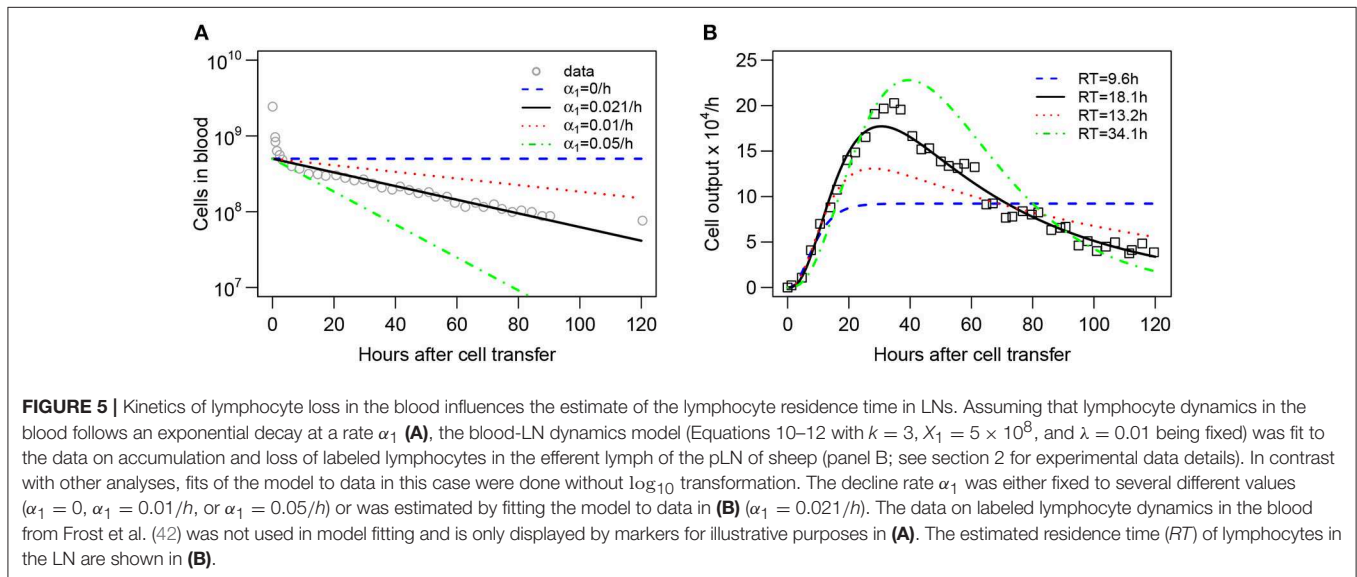 A
B
10^10
10^9
10^8
10^7
Cells in blood
data
α1=0/h
α1=0.021/h
α1=0.01/h
α1=0.05/h
0 20 40 60 80 100 120
Hours after cell transfer
25
20
15
10
5
0
Cell output x 10^4/h
RT=9.6h
RT=18.1h
RT=13.2h
RT=34.1h
0 20 40 60 80 100 120
Hours after cell transfer
FIGURE 5 | Kinetics of lymphocyte loss in the blood influences the estimate of the lymphocyte residence time in LNs. Assuming that lymphocyte dynamics in the
blood follows an exponential decay at a rate α1 (A), the blood-LN dynamics model (Equations 10–12 with k = 3, X1 = 5 × 10^8, and λ = 0.01 being fixed) was fit to
the data on accumulation and loss of labeled lymphocytes in the efferent lymph of the pLN of sheep (panel B; see section 2 for experimental data details). In contrast
with other analyses, fits of the model to data in this case were done without log10 transformation. The decline rate α1 was either fixed to several different values
(α1 = 0, α1 = 0.01/h, or α1 = 0.05/h) or was estimated by fitting the model to data in (B) (α1 = 0.021/h). The data on labeled lymphocyte dynamics in the blood
from Frost et al. (42) was not used in model fitting and is only displayed by markers for illustrative purposes in (A). The estimated residence time (RT) of lymphocytes in
the LN are shown in (B).